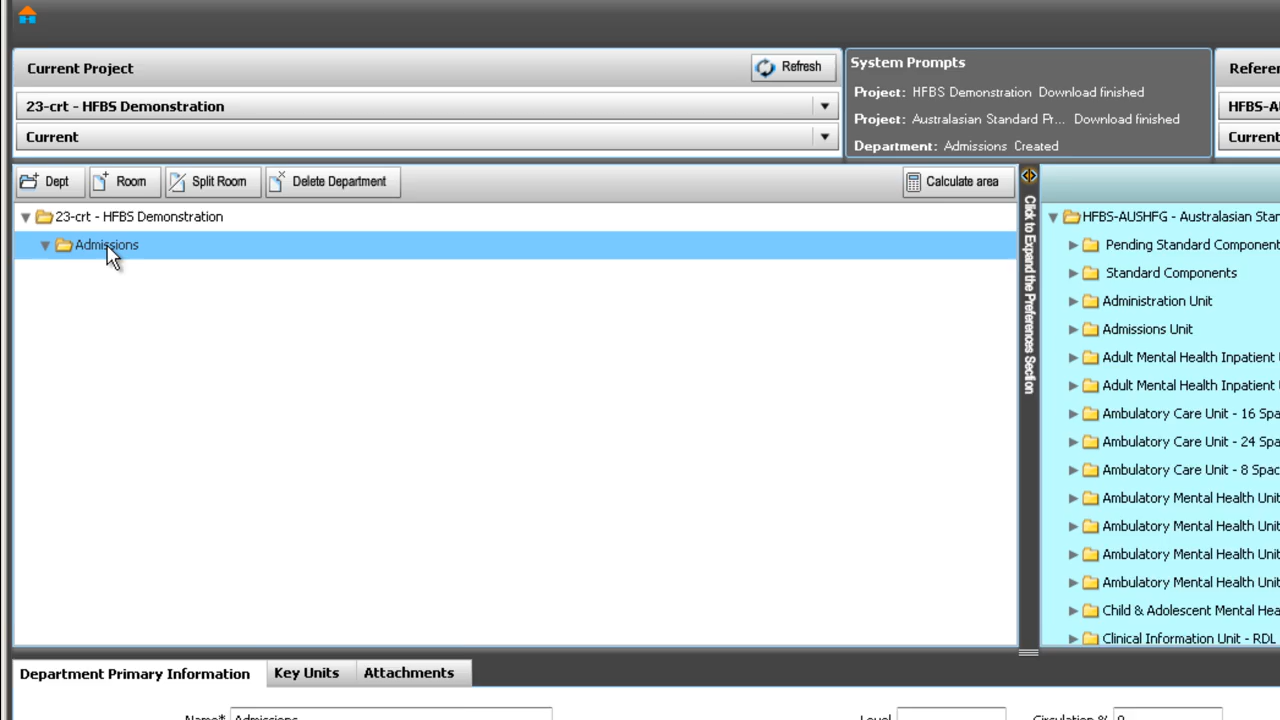 Current Project
Refresh
23-crt - HFBS Demonstration
Current
System Prompts
Project: HFBS Demonstration Download finished
Project: Australasian Standard Pr... Download finished
Department: Admissions Created
Referen
HFBS-AU
Current
Dept
Room
Split Room
Delete Department
Calculate area
23-crt - HFBS Demonstration
Admissions
Click to Expand the Preferences Section
HFBS-AUSHFG - Australasian Star
Pending Standard Component
Standard Components
Administration Unit
Admissions Unit
Adult Mental Health Inpatient
Adult Mental Health Inpatient
Ambulatory Care Unit - 16 Spa
Ambulatory Care Unit - 24 Spa
Ambulatory Care Unit - 8 Spac
Ambulatory Mental Health Unit
Ambulatory Mental Health Unit
Ambulatory Mental Health Unit
Ambulatory Mental Health Unit
Child & Adolescent Mental Hea
Clinical Information Unit - RDL
Department Primary Information
Key Units
Attachments
Name* Admissions
Level
Circulation % 0